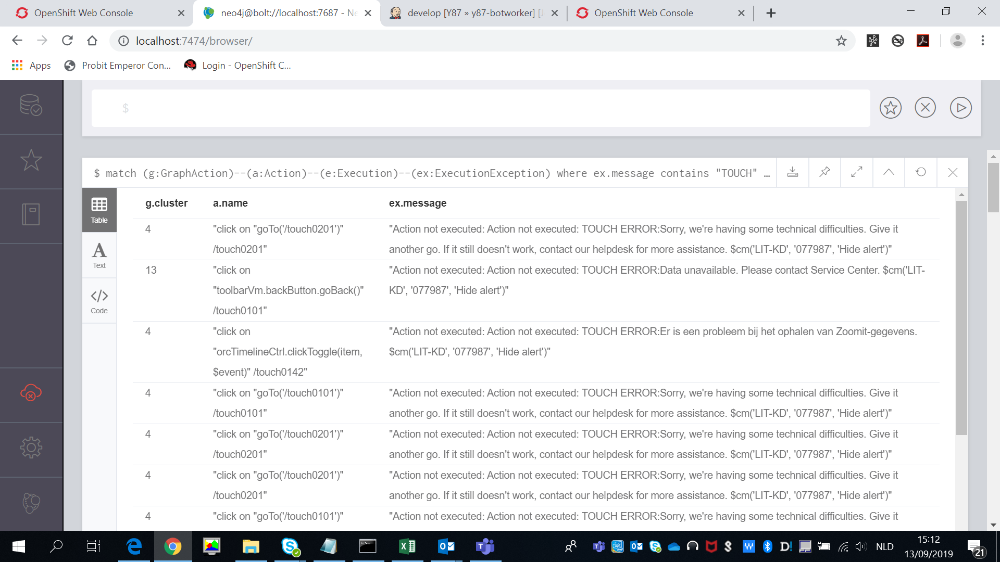 OpenShift Web Console
neo4j@bolt://localhost:7687 - Ne
develop [Y87 » y87-botworker] [J
OpenShift Web Console
localhost:7474/browser/
Apps
Probit Emperor Con...
Login - OpenShift C...
$
$ match (g:GraphAction)--(a:Action)--(e:Execution)--(ex:ExecutionException) where ex.message contains "TOUCH" …
Table
Text
Code
g.cluster a.name ex.message
4 "click on "goTo('/touch0201')" "Action not executed: Action not executed: TOUCH ERROR:Sorry, we're having some technical difficulties. Give it
/touch0201" another go. If it still doesn't work, contact our helpdesk for more assistance. $cm('LIT-KD', '077987', 'Hide alert')"
13 "click on "Action not executed: Action not executed: TOUCH ERROR:Data unavailable. Please contact Service Center. $cm('LIT-
"toolbarVm.backButton.goBack()" KD', '077987', 'Hide alert')"
/touch0101"
4 "click on "Action not executed: Action not executed: TOUCH ERROR:Er is een probleem bij het ophalen van Zoomit-gegevens.
"orcTimelineCtrl.clickToggle(item, $cm('LIT-KD', '077987', 'Hide alert')"
$event)" /touch0142"
4 "click on "goTo('/touch0101')" "Action not executed: Action not executed: TOUCH ERROR:Sorry, we're having some technical difficulties. Give it
/touch0101" another go. If it still doesn't work, contact our helpdesk for more assistance. $cm('LIT-KD', '077987', 'Hide alert')"
4 "click on "goTo('/touch0201')" "Action not executed: Action not executed: TOUCH ERROR:Sorry, we're having some technical difficulties. Give it
/touch0201" another go. If it still doesn't work, contact our helpdesk for more assistance. $cm('LIT-KD', '077987', 'Hide alert')"
4 "click on "goTo('/touch0201')" "Action not executed: Action not executed: TOUCH ERROR:Sorry, we're having some technical difficulties. Give it
/touch0201" another go. If it still doesn't work, contact our helpdesk for more assistance. $cm('LIT-KD', '077987', 'Hide alert')"
4 "click on "goTo('/touch0101')" "Action not executed: Action not executed: TOUCH ERROR:Sorry, we're having some technical difficulties. Give it
NLD
15:12
13/09/2019
21